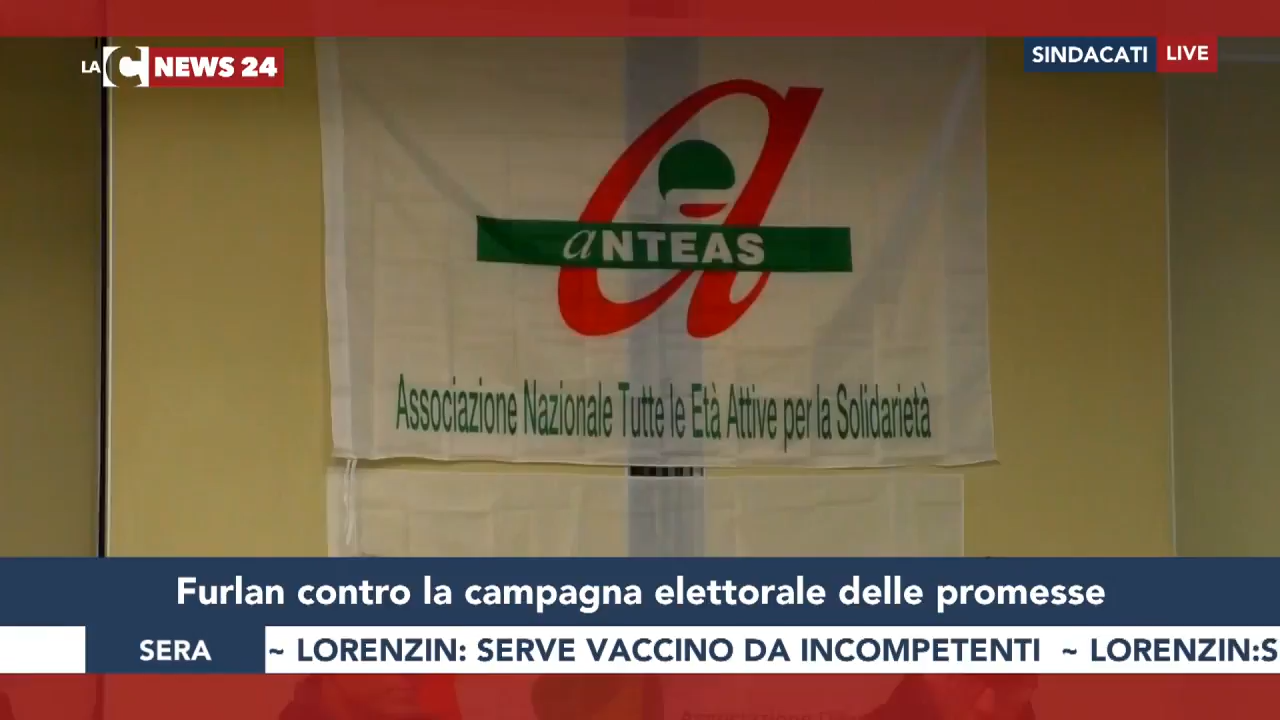 LA C NEWS 24
SINDACATI LIVE
aNTEAS
Associazione Nazionale Tutte le Età Attive per la Solidarietà
Furlan contro la campagna elettorale delle promesse
SERA ~ LORENZIN: SERVE VACCINO DA INCOMPETENTI ~ LORENZIN:S